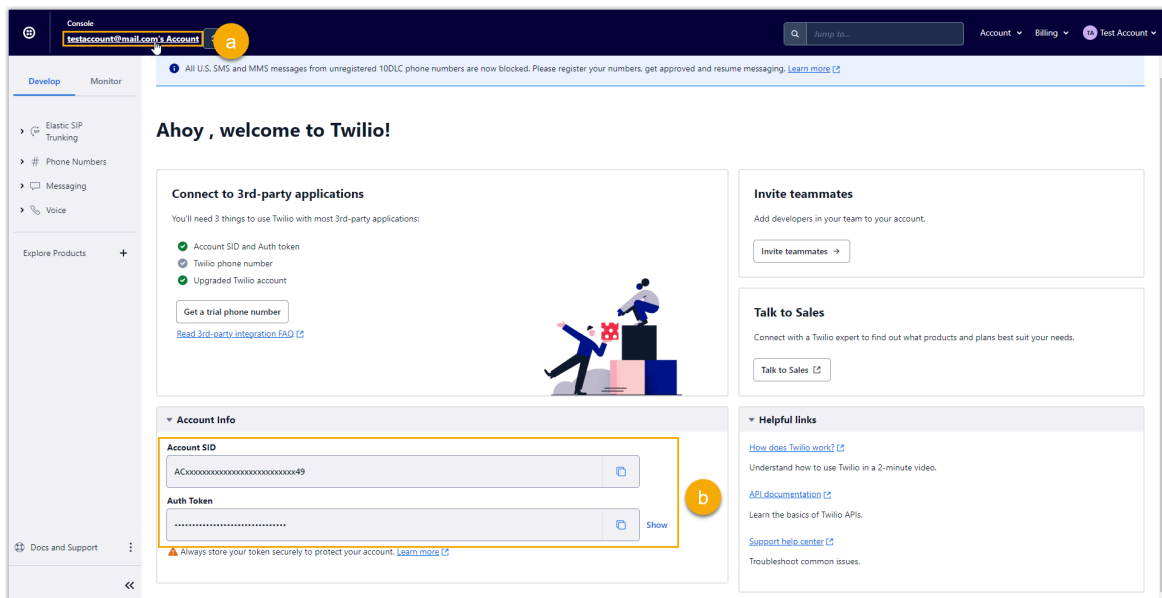 Console
testaccount@mail.com's Account
a
Jump to...
Account
Billing
TA
Test Account
Develop
Monitor
All U.S. SMS and MMS messages from unregistered 10DLC phone numbers are now blocked. Please register your numbers, get approved and resume messaging. Learn more
Elastic SIP
Trunking
Phone Numbers
Messaging
Voice
Explore Products +
Docs and Support
Ahoy , welcome to Twilio!
Connect to 3rd-party applications
You'll need 3 things to use Twilio with most 3rd-party applications:
Account SID and Auth token
Twilio phone number
Upgraded Twilio account
Get a trial phone number
Read 3rd-party integration FAQ
Invite teammates
Add developers in your team to your account.
Invite teammates →
Talk to Sales
Connect with a Twilio expert to find out what products and plans best suit your needs.
Talk to Sales
Account Info
Account SID
ACxxxxxxxxxxxxxxxxxxxxxxxxxx49
Auth Token
••••••••••••••••••••••••••••••••
Show
b
Always store your token securely to protect your account. Learn more
Helpful links
How does Twilio work?
Understand how to use Twilio in a 2-minute video.
API documentation
Learn the basics of Twilio APIs.
Support help center
Troubleshoot common issues.